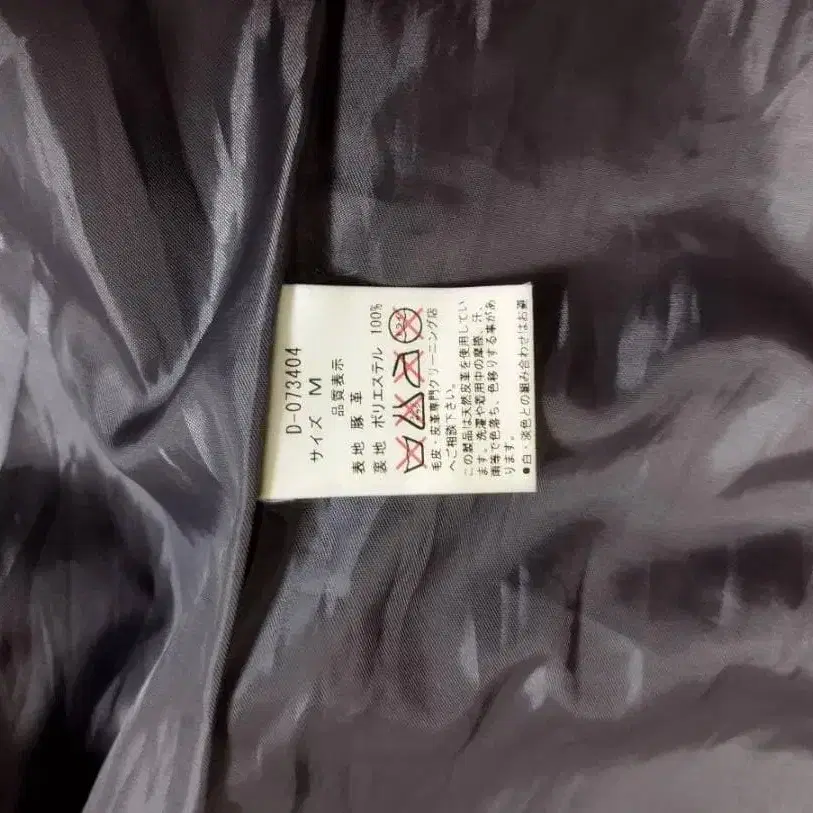 D-073404
サイズ M
品質表示
表地 豚革
裏地 ポリエステル 100%
毛皮、皮革専門クリーニング店
へご相談下さい。
この製品は天然皮革を使用してい
ます。洗濯や着用中の摩擦、汗、
雨等で色落ち、色移りする事があ
ります。
●白、淡色との組み合わせはお避